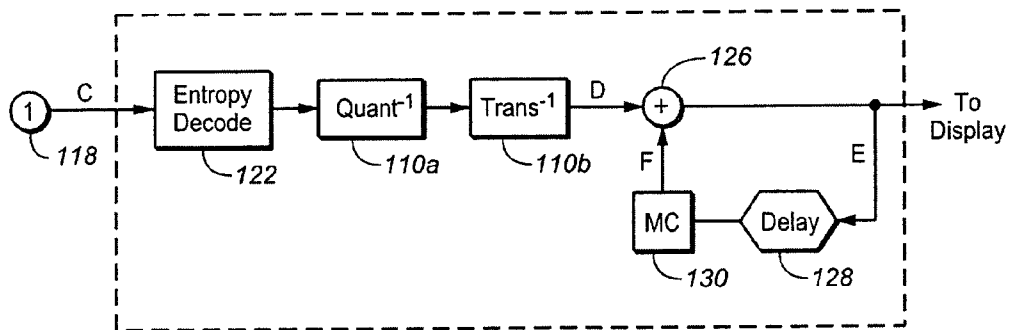 126
C
Entropy
Decode
Quant-1
Trans-1
D
+
To
Display
1
118
122
110a
110b
F
E
MC
Delay
130
128